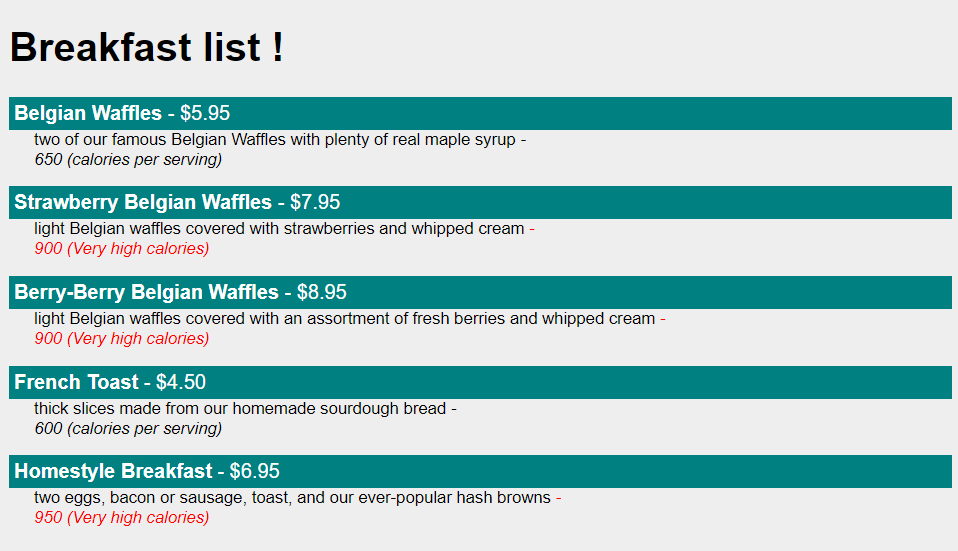 Breakfast list !
Belgian Waffles - $5.95
two of our famous Belgian Waffles with plenty of real maple syrup -
650 (calories per serving)
Strawberry Belgian Waffles - $7.95
light Belgian waffles covered with strawberries and whipped cream -
900 (Very high calories)
Berry-Berry Belgian Waffles - $8.95
light Belgian waffles covered with an assortment of fresh berries and whipped cream -
900 (Very high calories)
French Toast - $4.50
thick slices made from our homemade sourdough bread -
600 (calories per serving)
Homestyle Breakfast - $6.95
two eggs, bacon or sausage, toast, and our ever-popular hash browns -
950 (Very high calories)